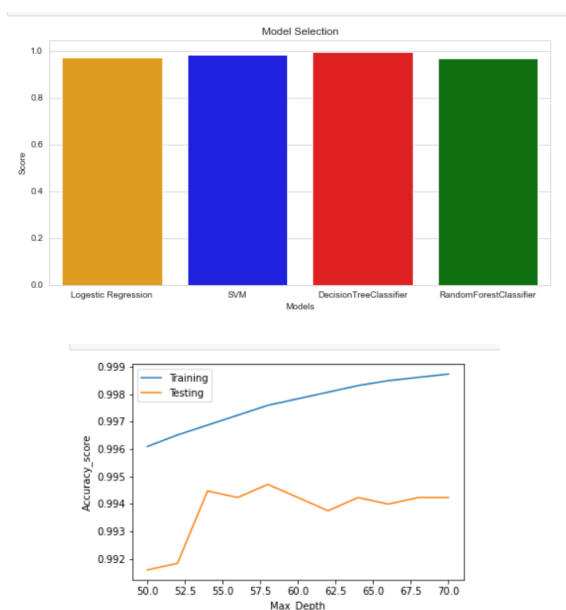 Model Selection
1.0
0.8
0.6
0.4
0.2
0.0
Score
Logestic Regression SVM DecisionTreeClassifier RandomForestClassifier
Models
0.999
0.998
0.997
0.996
0.995
0.994
0.993
0.992
Training
Testing
Accuracy_score
50.0 52.5 55.0 57.5 60.0 62.5 65.0 67.5 70.0
Max_Depth